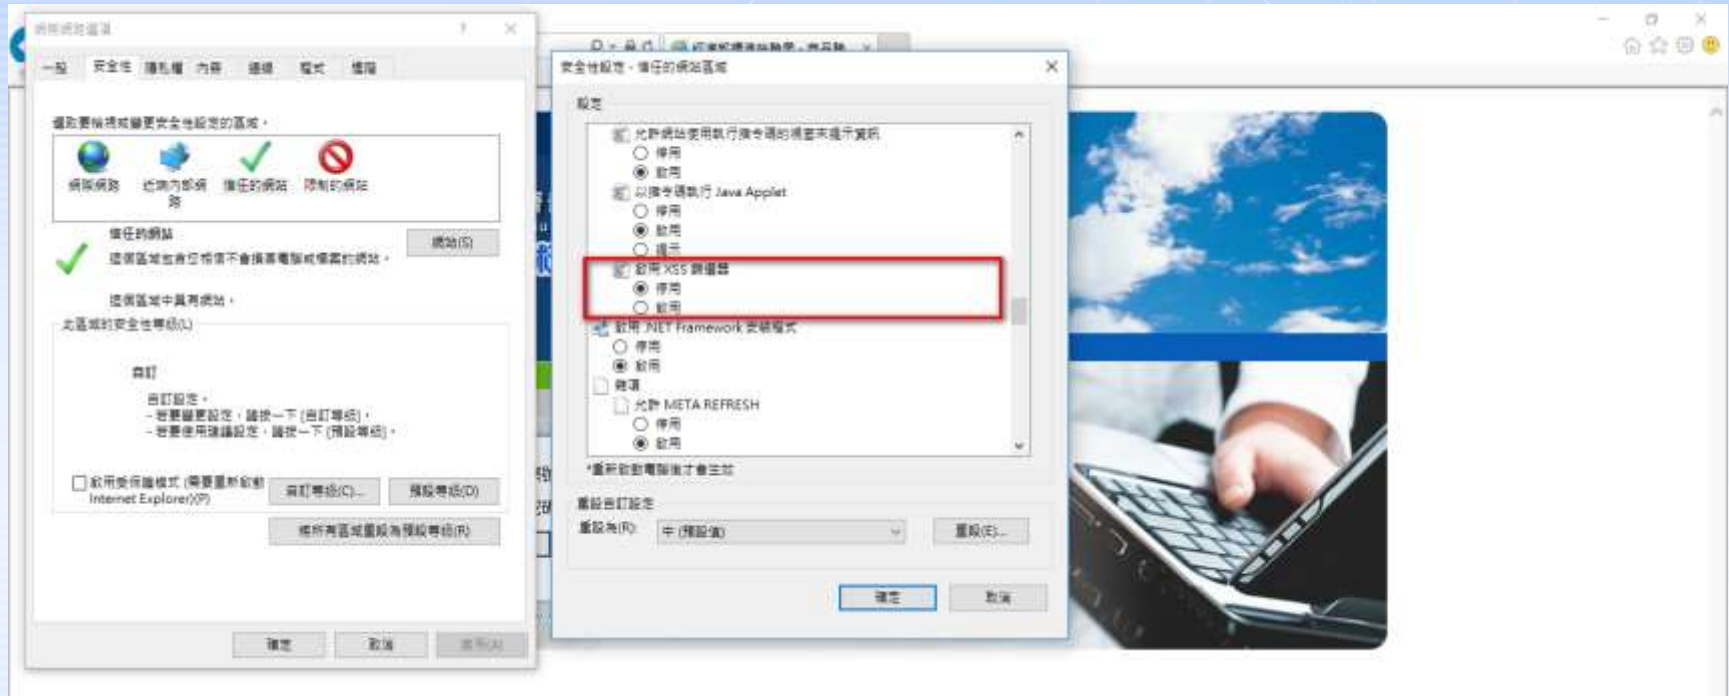 網際網路選項
一般 安全性 隱私權 內容 連線 程式 進階
選取要檢視或變更安全性設定的區域。
網際網路 近端內部網路 信任的網站 限制的網站
信任的網站
網站(S)
這個區域包含您相信不會損害電腦或檔案的網站。
這個區域中具有網站。
此區域的安全性等級(L)
自訂
自訂設定。
- 若要變更設定，請按一下 [自訂等級]。
- 若要使用建議設定，請按一下 [預設等級]。
啟用受保護模式 (需要重新啟動
Internet Explorer)(P)
自訂等級(C)... 預設等級(D)
將所有區域重設為預設等級(R)
確定 取消 套用(A)
安全性設定 - 信任的網站區域
設定
允許網站使用執行指令碼的視窗來提示資訊
停用
啟用
以指令碼執行 Java Applet
停用
啟用
提示
啟用 XSS 篩選器
停用
啟用
啟用 .NET Framework 安裝程式
停用
啟用
雜項
允許 META REFRESH
停用
啟用
*重新啟動電腦後才會生效
重設自訂設定
重設為(R): 中 (預設值) 重設(E)...
確定 取消